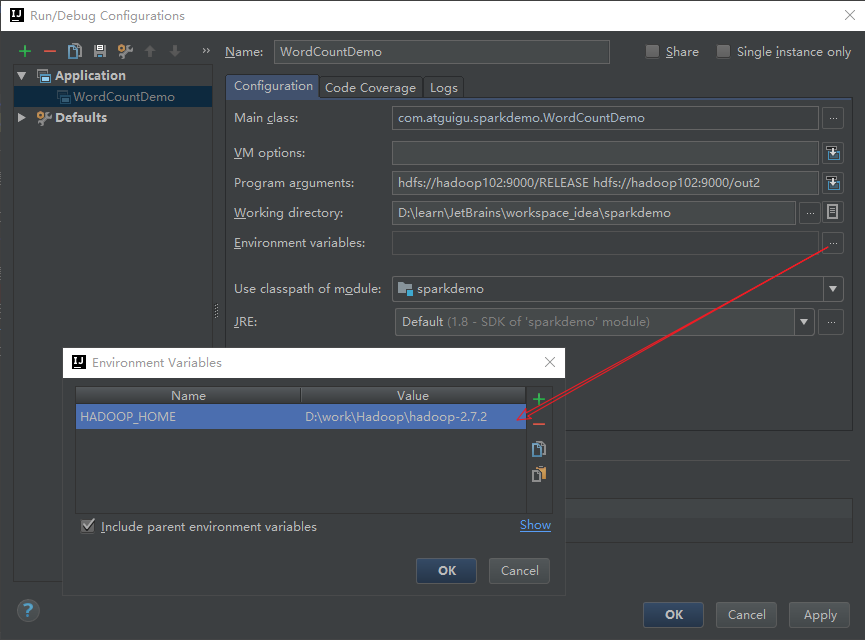 Run/Debug Configurations
Name: WordCountDemo Share Single instance only
Application
WordCountDemo
Defaults
Configuration Code Coverage Logs
Main class: com.atguigu.sparkdemo.WordCountDemo ...
VM options:
Program arguments: hdfs://hadoop102:9000/RELEASE hdfs://hadoop102:9000/out2
Working directory: D:\learn\JetBrains\workspace_idea\sparkdemo ...
Environment variables: ...
Use classpath of module: sparkdemo
JRE: Default (1.8 - SDK of 'sparkdemo' module) ...
Environment Variables
Name Value
HADOOP_HOME D:\work\Hadoop\hadoop-2.7.2
Include parent environment variables Show
OK Cancel
? OK Cancel Apply